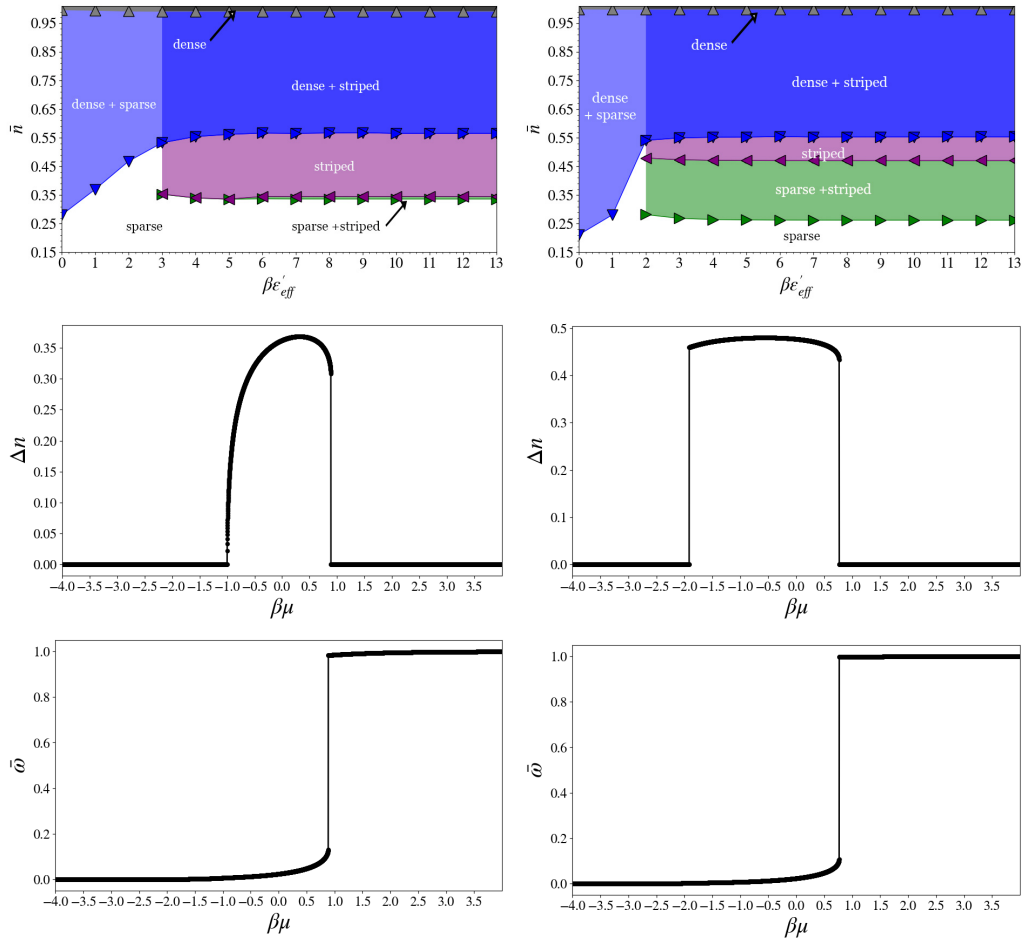 0.95
0.85
0.75
0.65
0.55
0.45
0.35
0.25
0.15
n̄
dense
dense + striped
dense + sparse
striped
sparse
sparse +striped
0 1 2 3 4 5 6 7 8 9 10 11 12 13
βε'eff
0.95
0.85
0.75
0.65
0.55
0.45
0.35
0.25
0.15
n̄
dense
dense + striped
dense
+ sparse
striped
sparse +striped
sparse
0 1 2 3 4 5 6 7 8 9 10 11 12 13
βε'eff
0.35
0.30
0.25
0.20
0.15
0.10
0.05
0.00
Δn
−4.0 −3.5 −3.0 −2.5 −2.0 −1.5 −1.0 −0.5 0.0 0.5 1.0 1.5 2.0 2.5 3.0 3.5
βμ
0.5
0.4
0.3
0.2
0.1
0.0
Δn
−4.0 −3.5 −3.0 −2.5 −2.0 −1.5 −1.0 −0.5 0.0 0.5 1.0 1.5 2.0 2.5 3.0 3.5
βμ
1.0
0.8
0.6
0.4
0.2
0.0
ω̄
−4.0 −3.5 −3.0 −2.5 −2.0 −1.5 −1.0 −0.5 0.0 0.5 1.0 1.5 2.0 2.5 3.0 3.5
βμ
1.0
0.8
0.6
0.4
0.2
0.0
ω̄
−4.0 −3.5 −3.0 −2.5 −2.0 −1.5 −1.0 −0.5 0.0 0.5 1.0 1.5 2.0 2.5 3.0 3.5
βμ